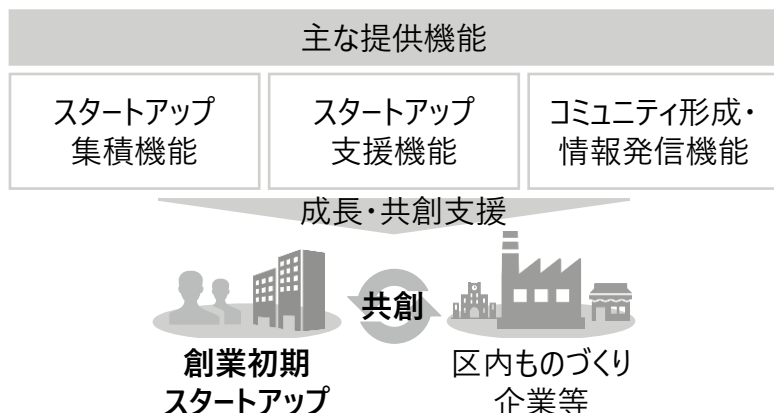 主な提供機能
スタートアップ
集積機能
スタートアップ
支援機能
コミュニティ形成・
情報発信機能
成長・共創支援
共創
創業初期
スタートアップ
区内ものづくり
企業等